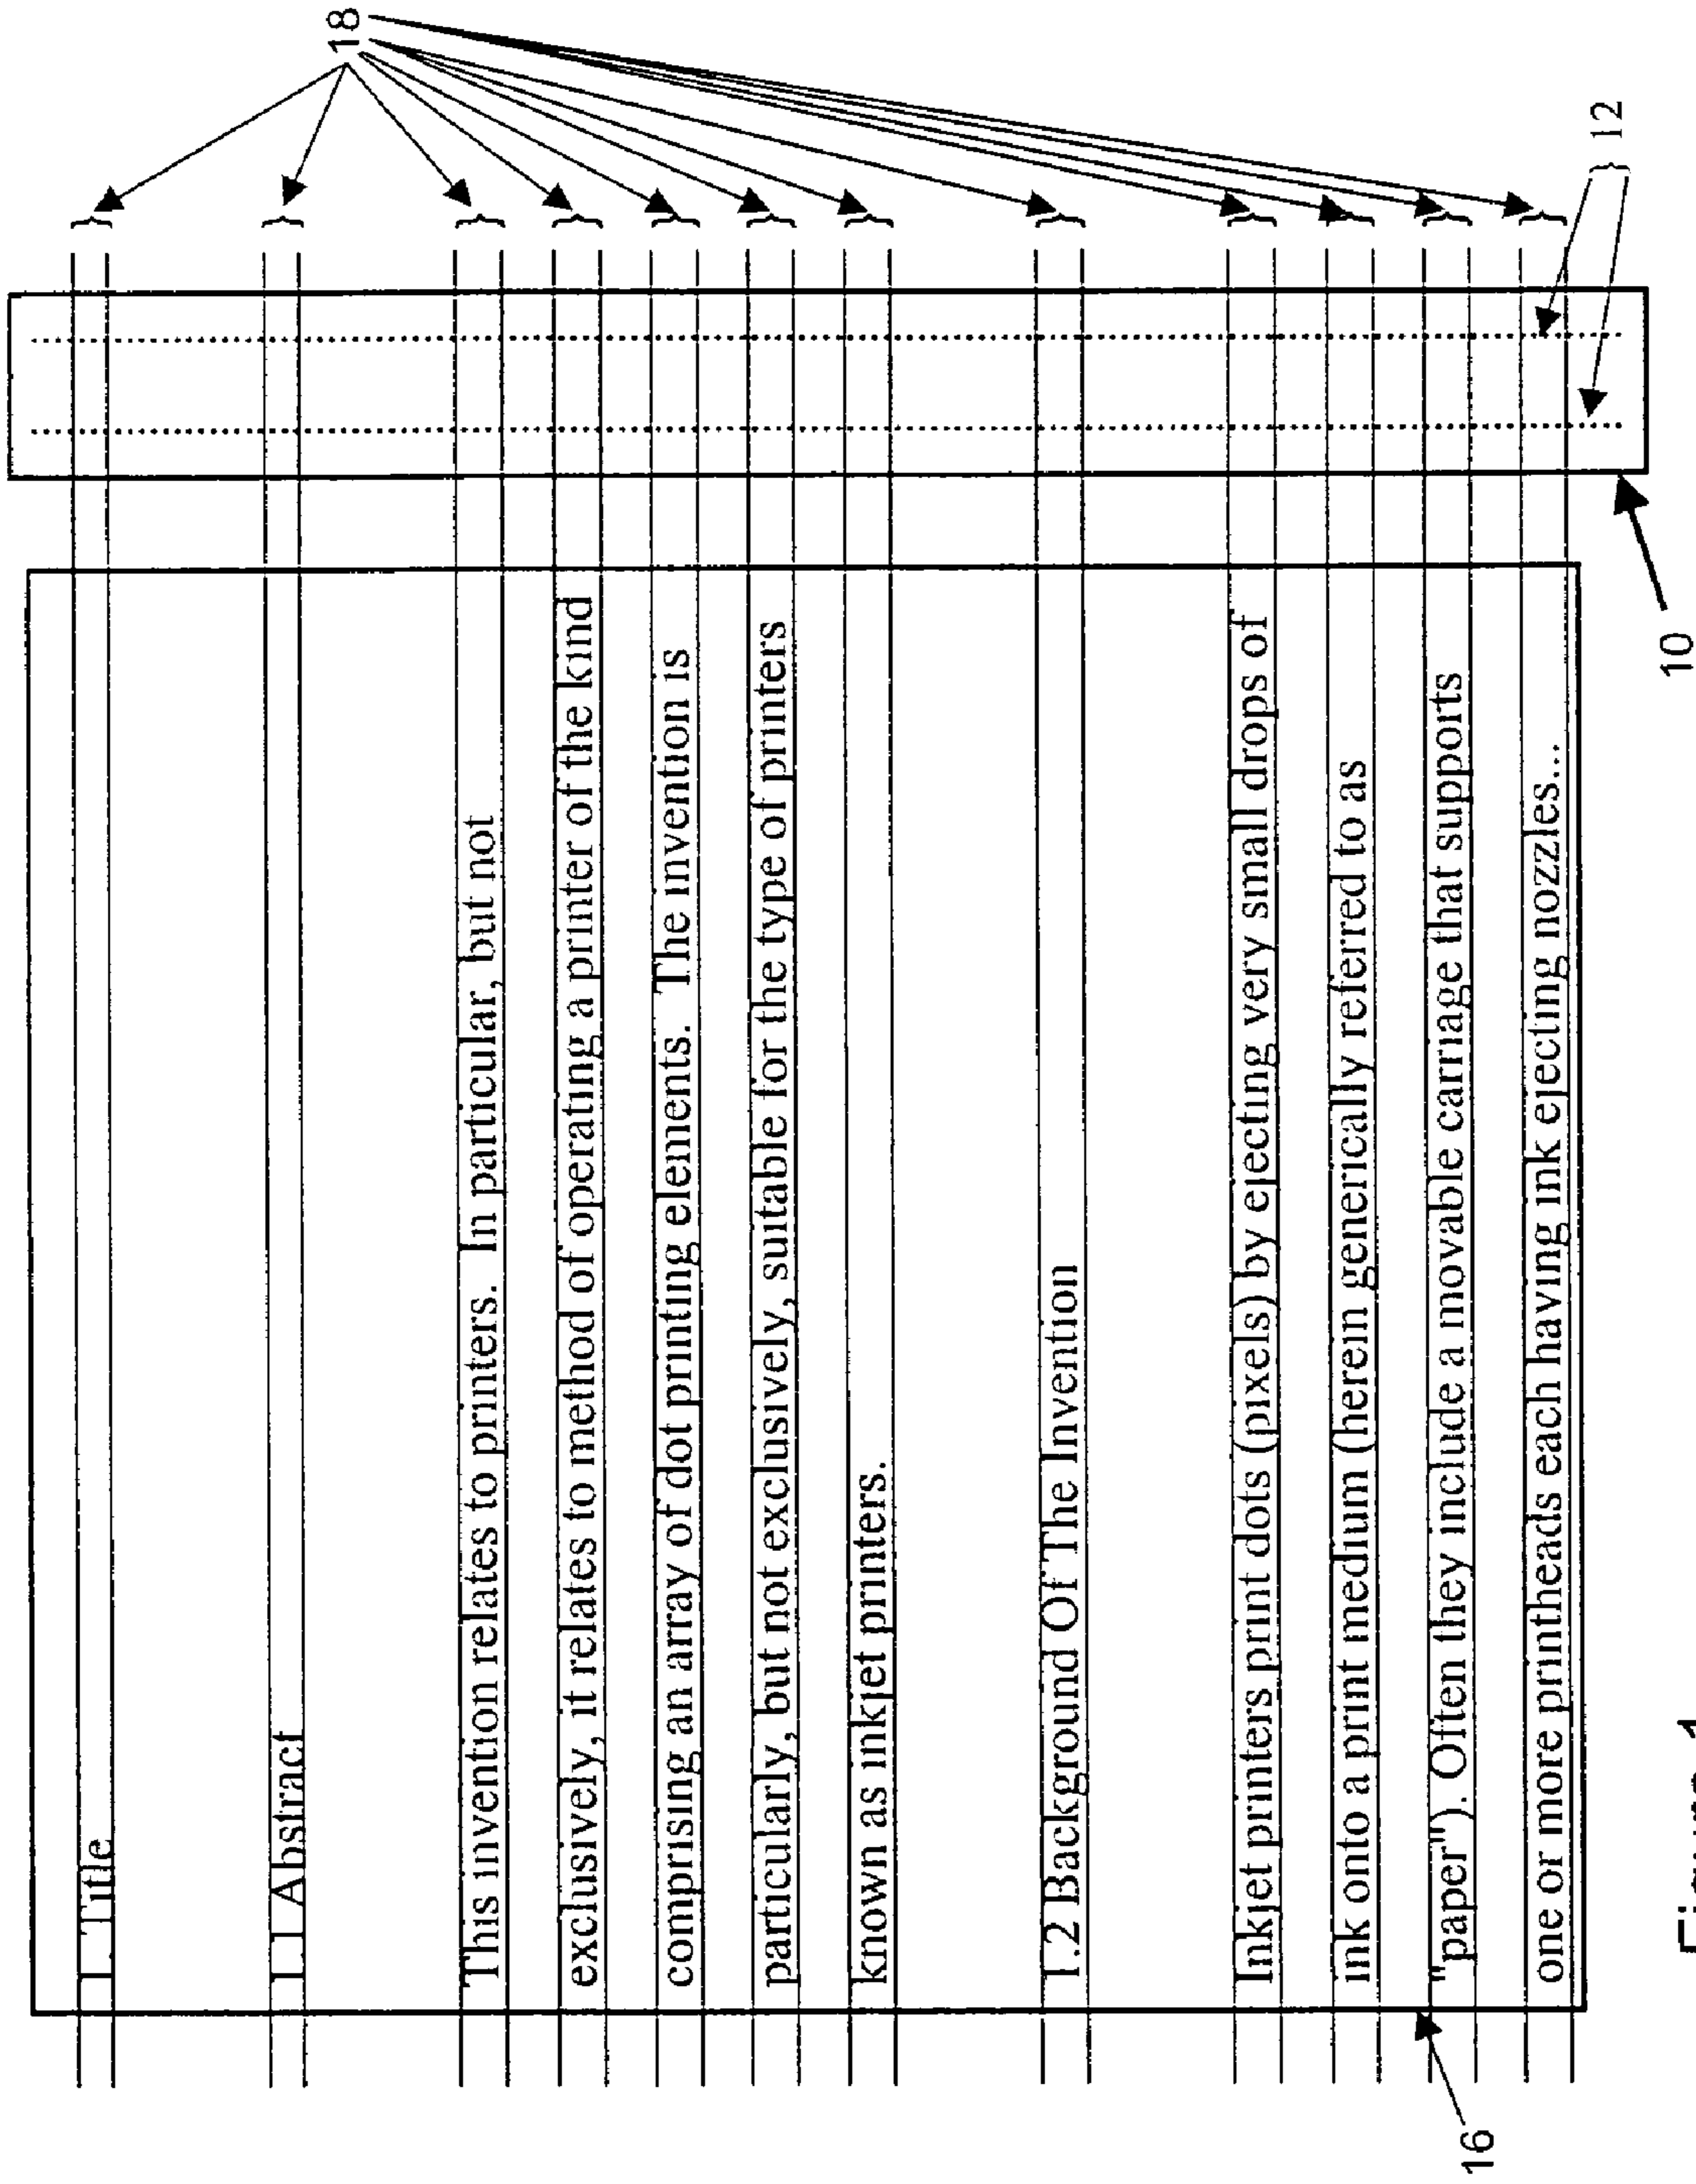 18
1. Title
1.1 Abstract
This invention relates to printers. In particular, but not
exclusively, it relates to method of operating a printer of the kind
comprising an array of dot printing elements. The invention is
particularly, but not exclusively, suitable for the type of printers
known as inkjet printers.
1.2 Background Of The Invention
Inkjet printers print dots (pixels) by ejecting very small drops of
ink onto a print medium (herein generically referred to as
"paper"). Often they include a movable carriage that supports
one or more printheads each having ink ejecting nozzles...
12
16
10
Figure 1